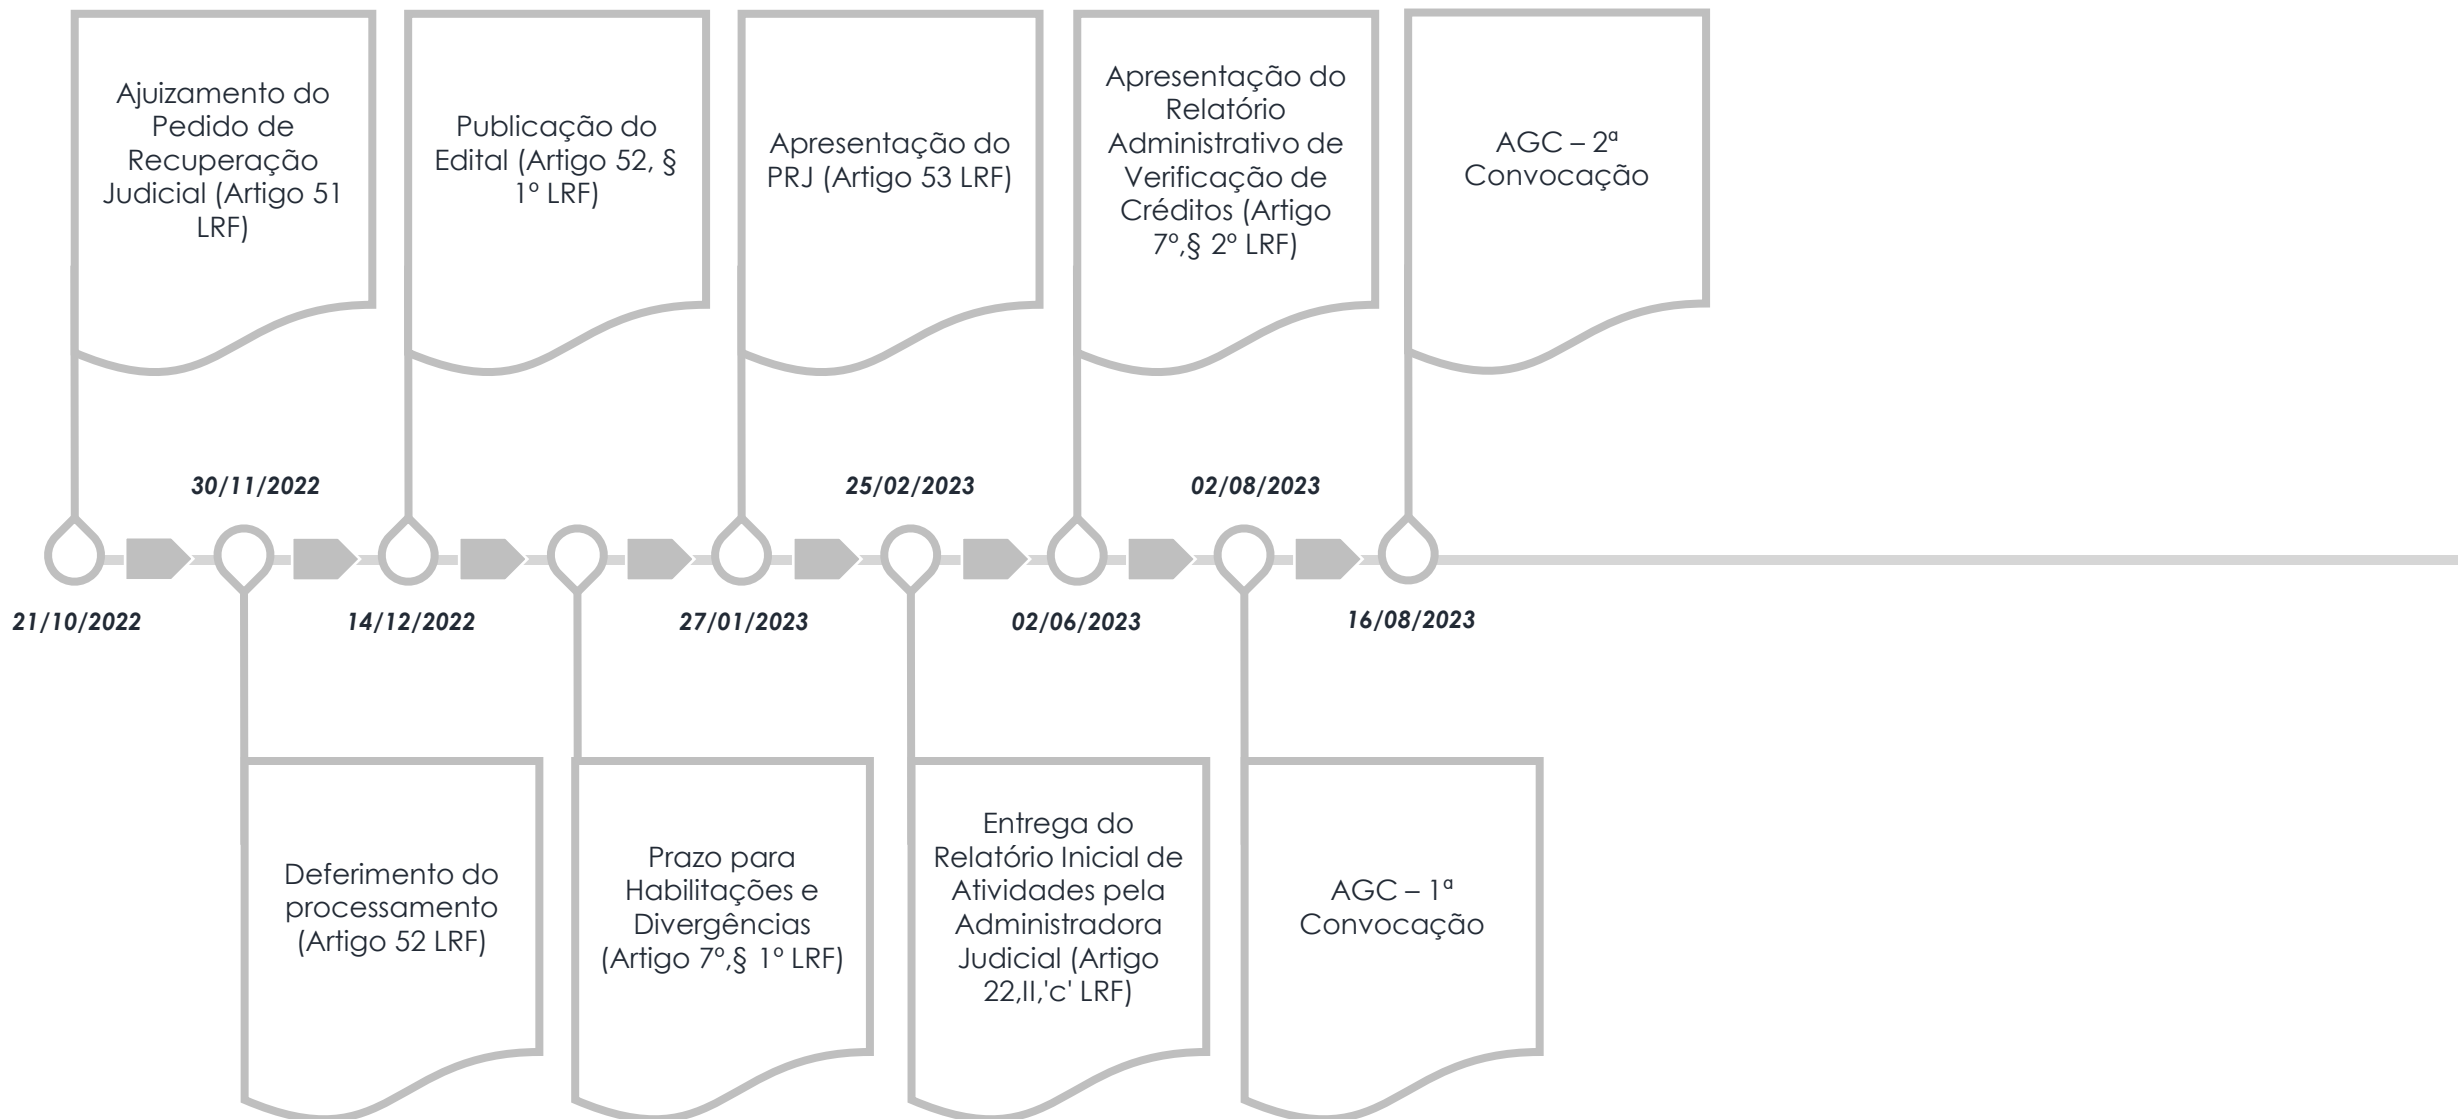 Ajuizamento do
Pedido de
Recuperação
Judicial (Artigo 51
LRF)
Publicação do
Edital (Artigo 52, §
1º LRF)
Apresentação do
PRJ (Artigo 53 LRF)
Apresentação do
Relatório
Administrativo de
Verificação de
Créditos (Artigo
7º,§ 2º LRF)
AGC – 2ª
Convocação
30/11/2022
25/02/2023
02/08/2023
21/10/2022
14/12/2022
27/01/2023
02/06/2023
16/08/2023
Deferimento do
processamento
(Artigo 52 LRF)
Prazo para
Habilitações e
Divergências
(Artigo 7º,§ 1º LRF)
Entrega do
Relatório Inicial de
Atividades pela
Administradora
Judicial (Artigo
22,II,'c' LRF)
AGC – 1ª
Convocação